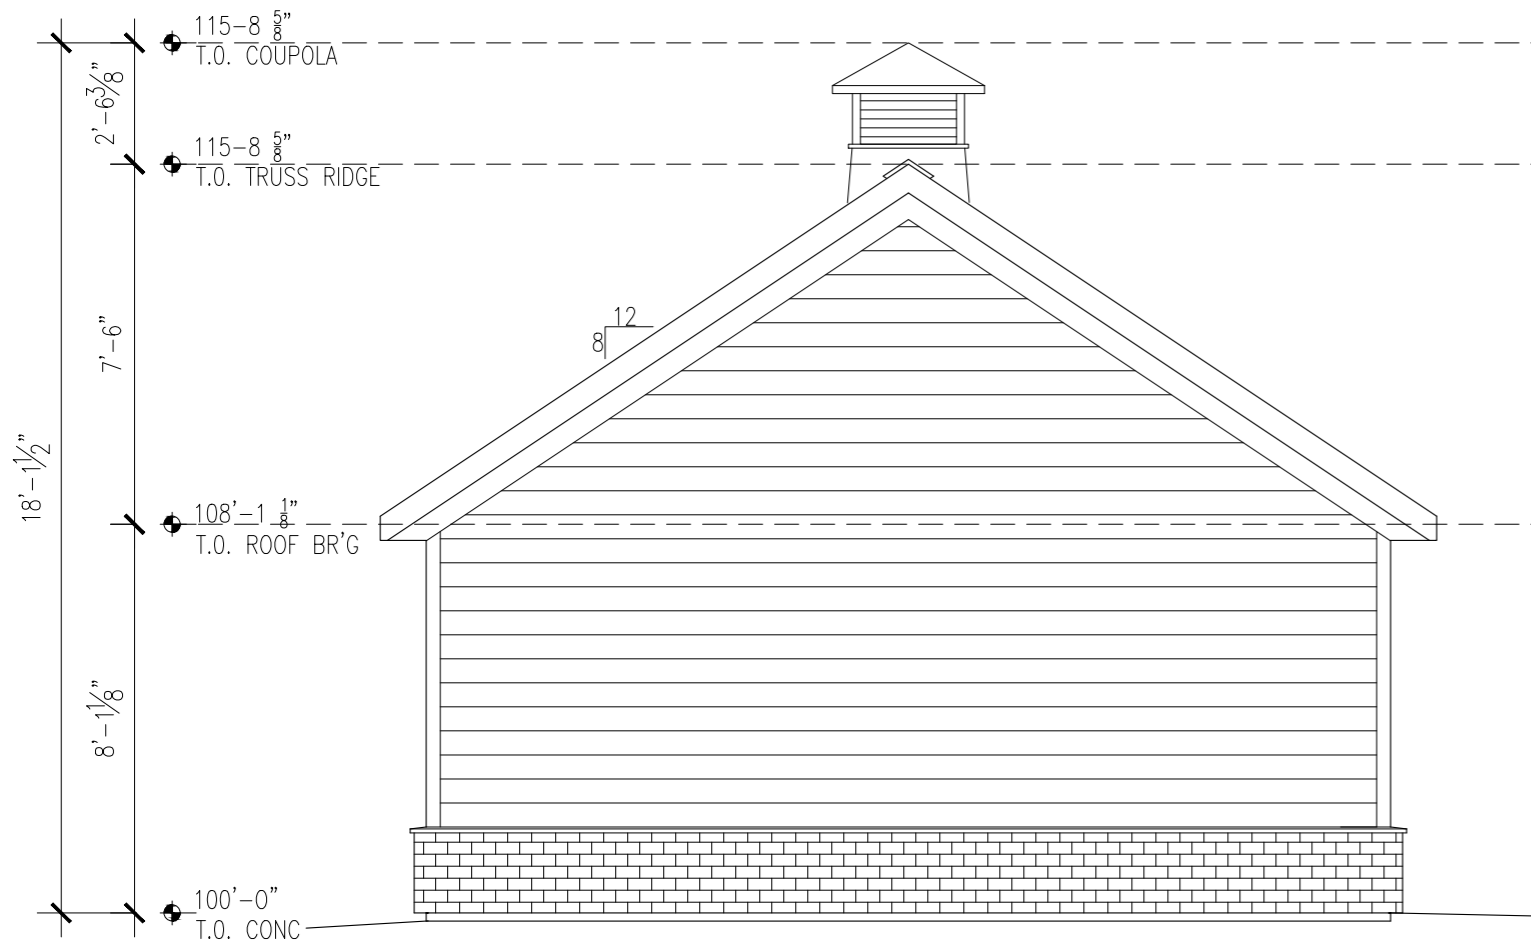 115-8 5/8"
T.O. COUPOLA
2'-6 3/8"
115-8 5/8"
T.O. TRUSS RIDGE
12
8
7'-6"
18'-1 1/2"
108'-1 1/8"
T.O. ROOF BR'G
8'-1 1/8"
100'-0"
T.O. CONC